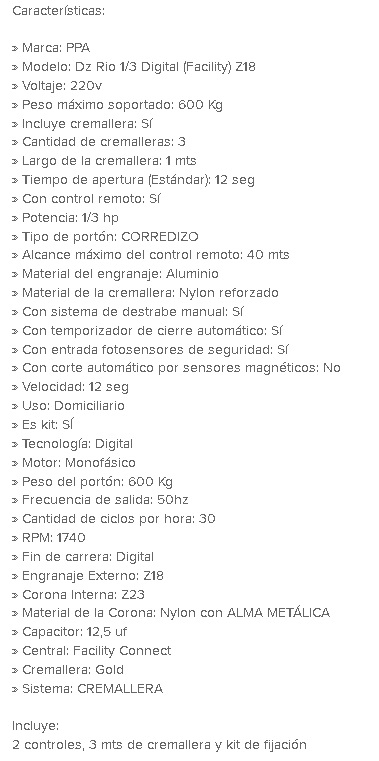 Características:
» Marca: PPA
» Modelo: Dz Rio 1/3 Digital (Facility) Z18
» Voltaje: 220v
» Peso máximo soportado: 600 Kg
» Incluye cremallera: Sí
» Cantidad de cremalleras: 3
» Largo de la cremallera: 1 mts
» Tiempo de apertura (Estándar): 12 seg
» Con control remoto: Sí
» Potencia: 1/3 hp
» Tipo de portón: CORREDIZO
» Alcance máximo del control remoto: 40 mts
» Material del engranaje: Aluminio
» Material de la cremallera: Nylon reforzado
» Con sistema de destrabe manual: Sí
» Con temporizador de cierre automático: Sí
» Con entrada fotosensores de seguridad: Sí
» Con corte automático por sensores magnéticos: No
» Velocidad: 12 seg
» Uso: Domiciliario
» Es kit: SÍ
» Tecnología: Digital
» Motor: Monofásico
» Peso del portón: 600 Kg
» Frecuencia de salida: 50hz
» Cantidad de ciclos por hora: 30
» RPM: 1740
» Fin de carrera: Digital
» Engranaje Externo: Z18
» Corona Interna: Z23
» Material de la Corona: Nylon con ALMA METÁLICA
» Capacitor: 12,5 uf
» Central: Facility Connect
» Cremallera: Gold
» Sistema: CREMALLERA
Incluye:
2 controles, 3 mts de cremallera y kit de fijación